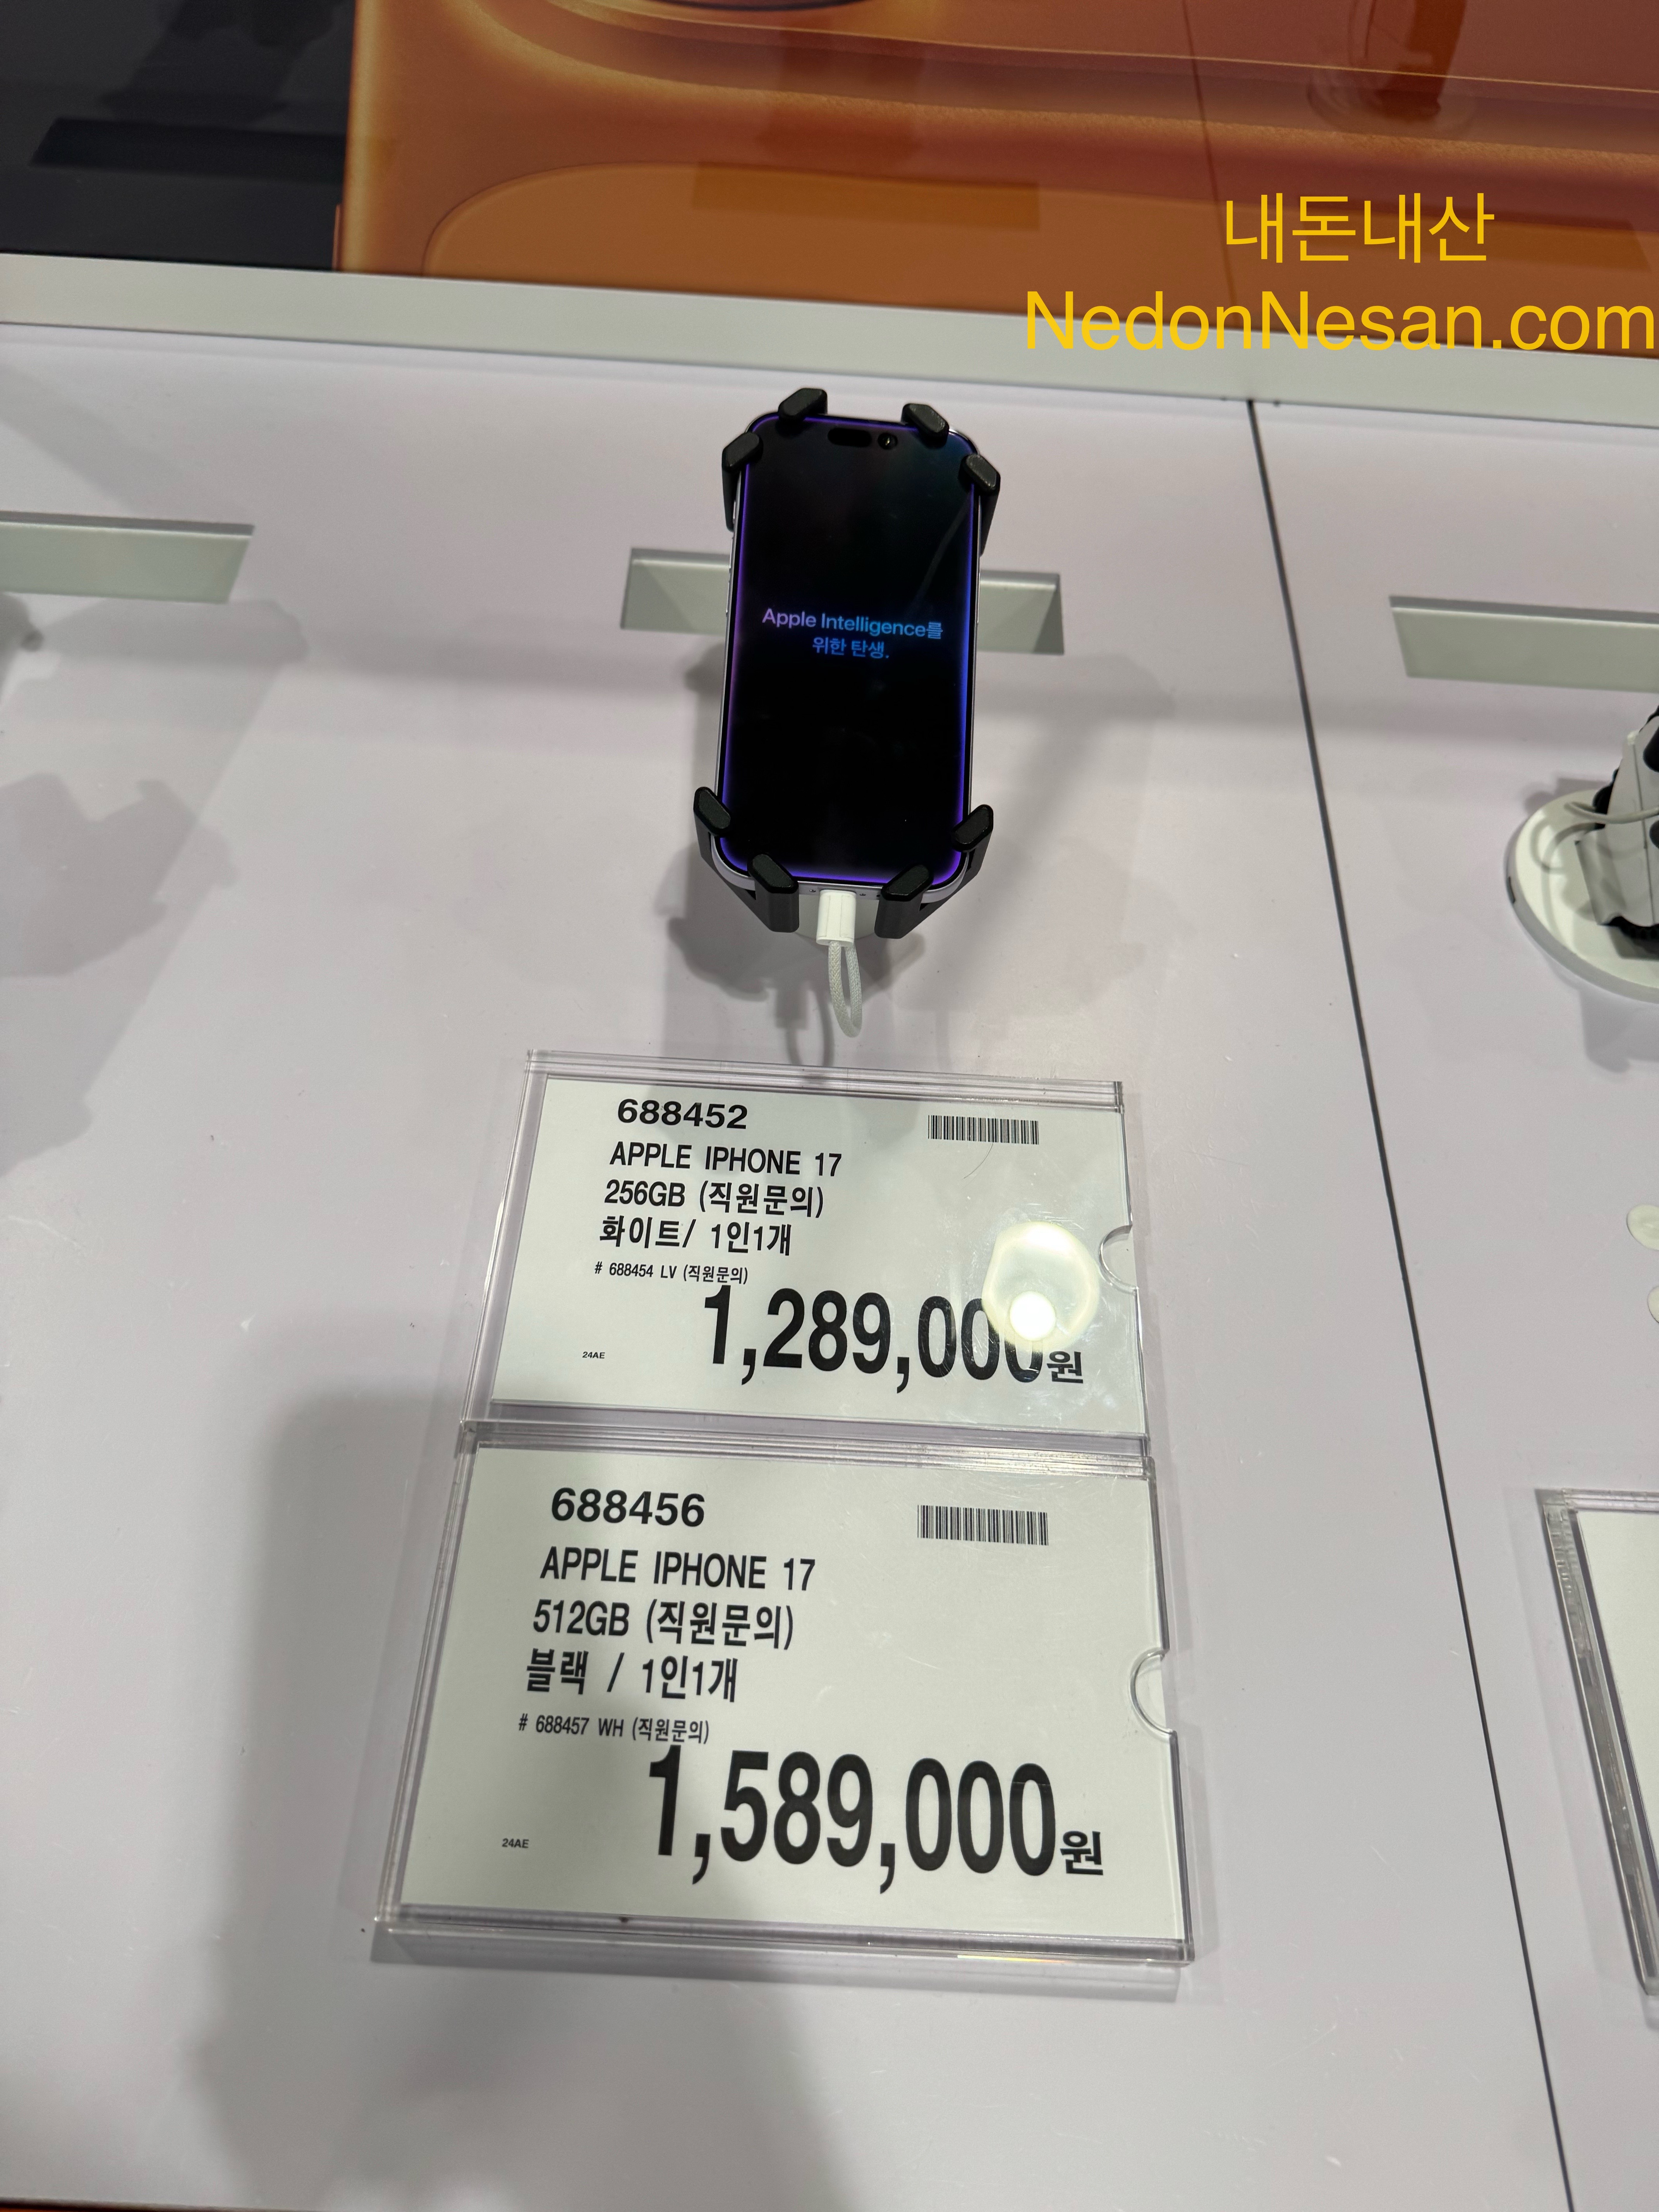 내돈내산
NedonNesan.com
Apple Intelligence를
위한 탄생.
688452
APPLE IPHONE 17
256GB (직원문의)
화이트/ 1인1개
# 688454 LV (직원문의)
1,289,000원
24AE
688456
APPLE IPHONE 17
512GB (직원문의)
블랙 / 1인1개
# 688457 WH (직원문의)
1,589,000원
24AE